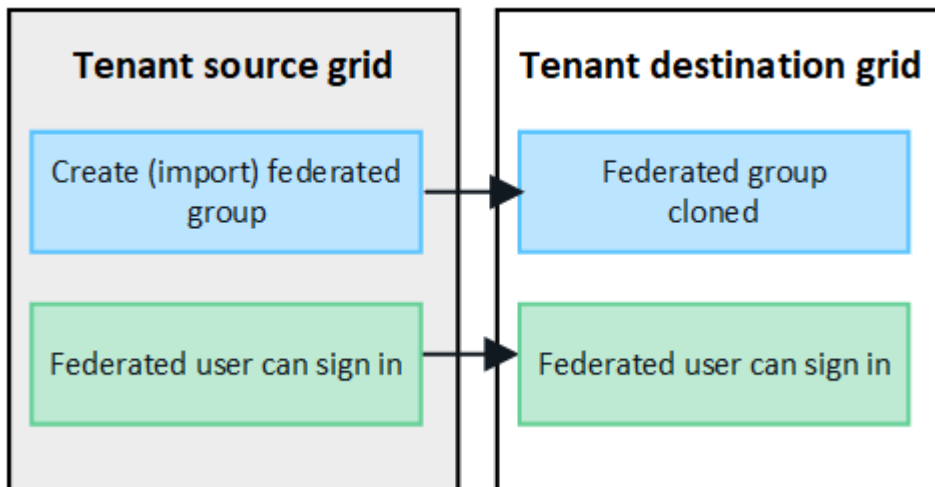 Tenant source grid
Create (import) federated
group
Federated user can sign in
Tenant destination grid
Federated group
cloned
Federated user can sign in